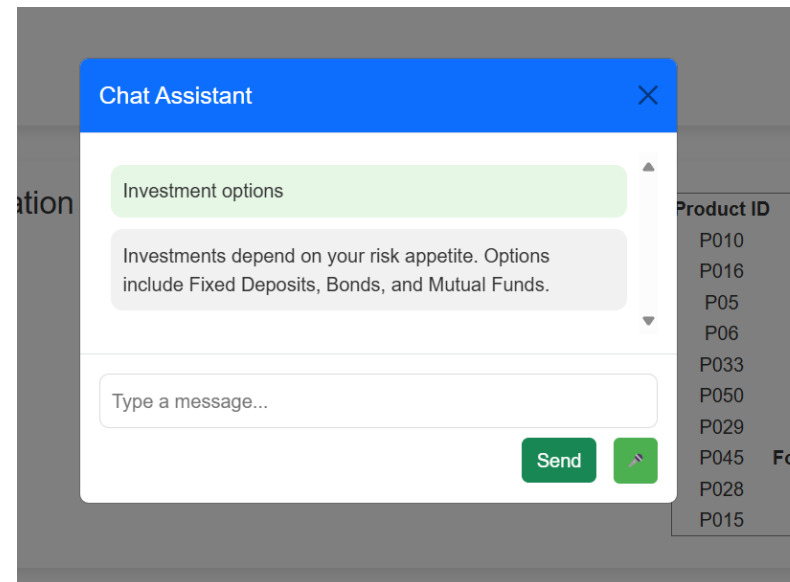 Chat Assistant
Investment options
Investments depend on your risk appetite. Options
include Fixed Deposits, Bonds, and Mutual Funds.
Type a message...
Send
ation
Product ID
P010
P016
P05
P06
P033
P050
P029
P045 Fo
P028
P015